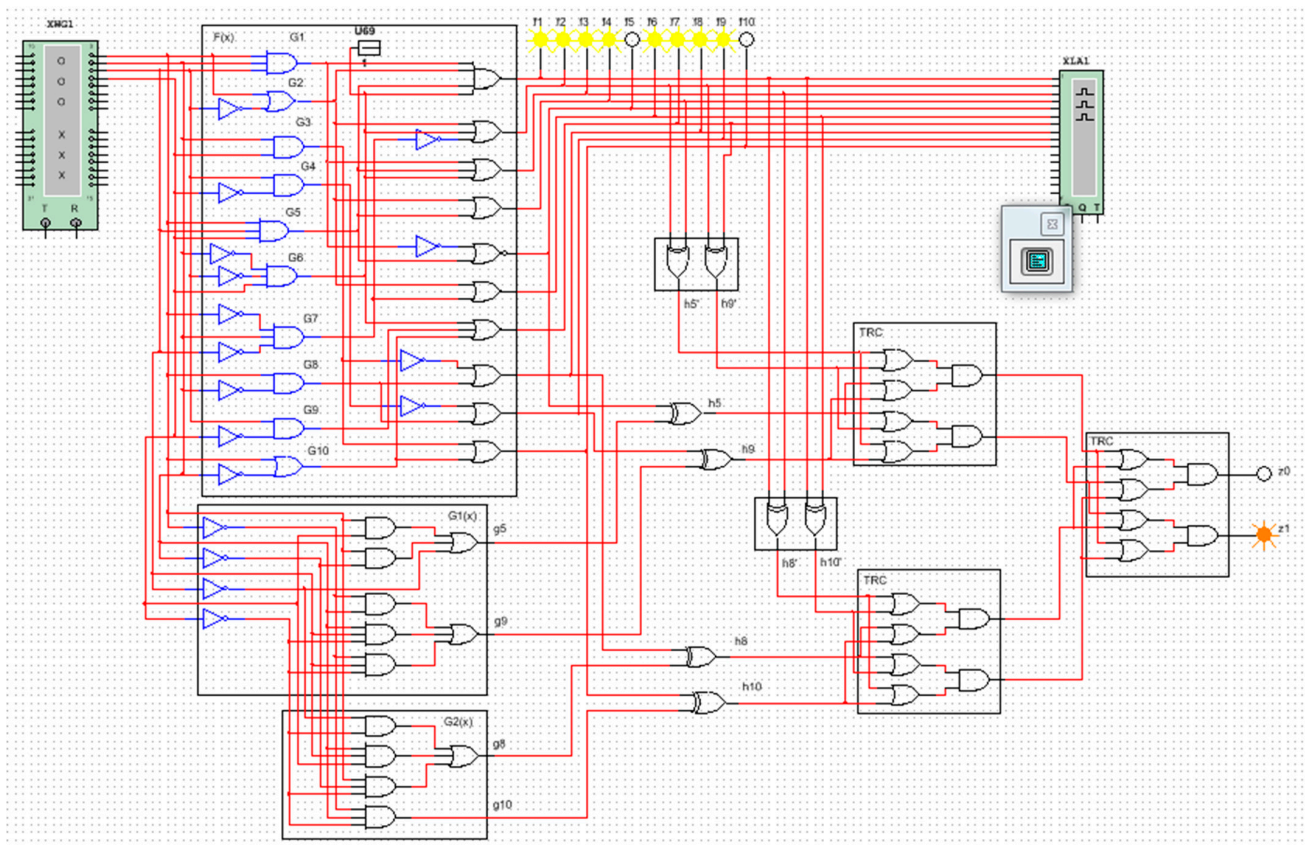 XWG1
O
O
O
X
X
X
T R
F(x)
G1
U69
1
G2
G3
G4
G5
G6
G7
G8
G9
G10
f1 f2 f3 f4 f5 f6 f7 f8 f9 f10
XLA1
Q T
h5' h9'
TRC
h5
h9
TRC
z0
z1
h8' h10'
TRC
h8
h10
G1(x)
g5
g9
G2(x)
g8
g10